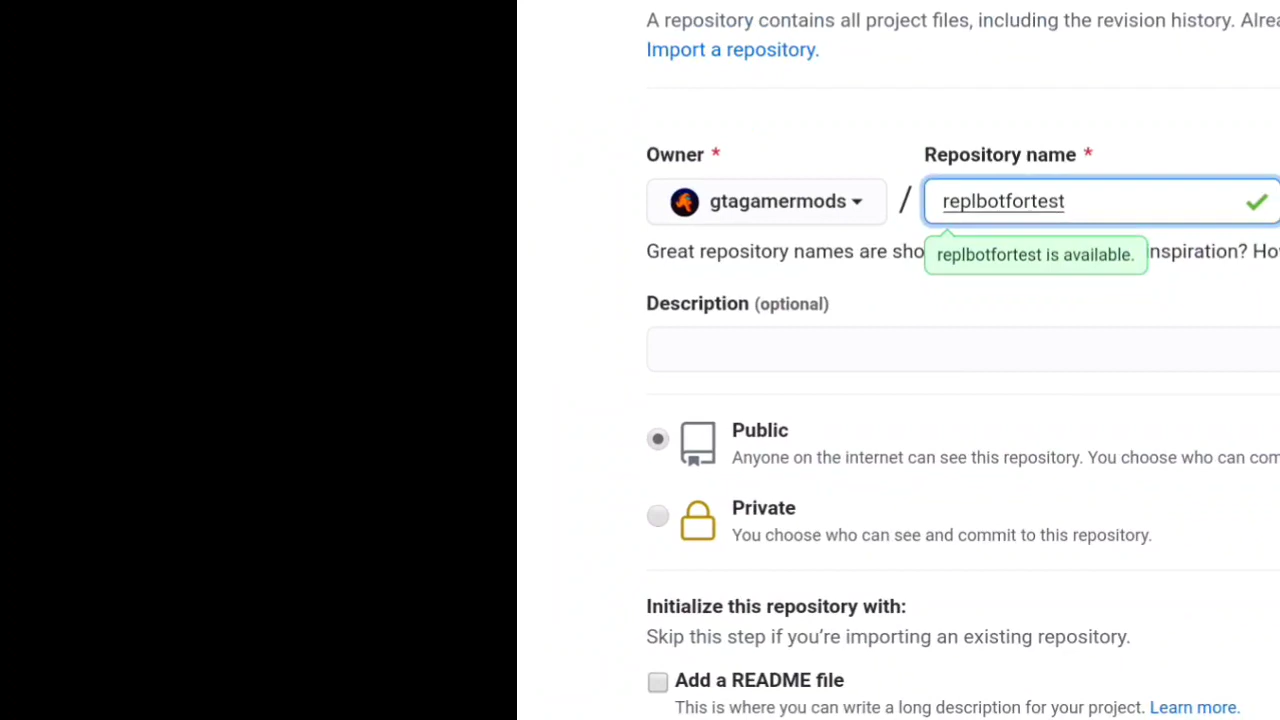 A repository contains all project files, including the revision history. Alrea
Import a repository.
Owner * Repository name *
gtagamermods / replbotfortest
Great repository names are sho nspiration? Ho
replbotfortest is available.
Description (optional)
Public
Anyone on the internet can see this repository. You choose who can com
Private
You choose who can see and commit to this repository.
Initialize this repository with:
Skip this step if you’re importing an existing repository.
Add a README file
This is where you can write a long description for your project. Learn more.